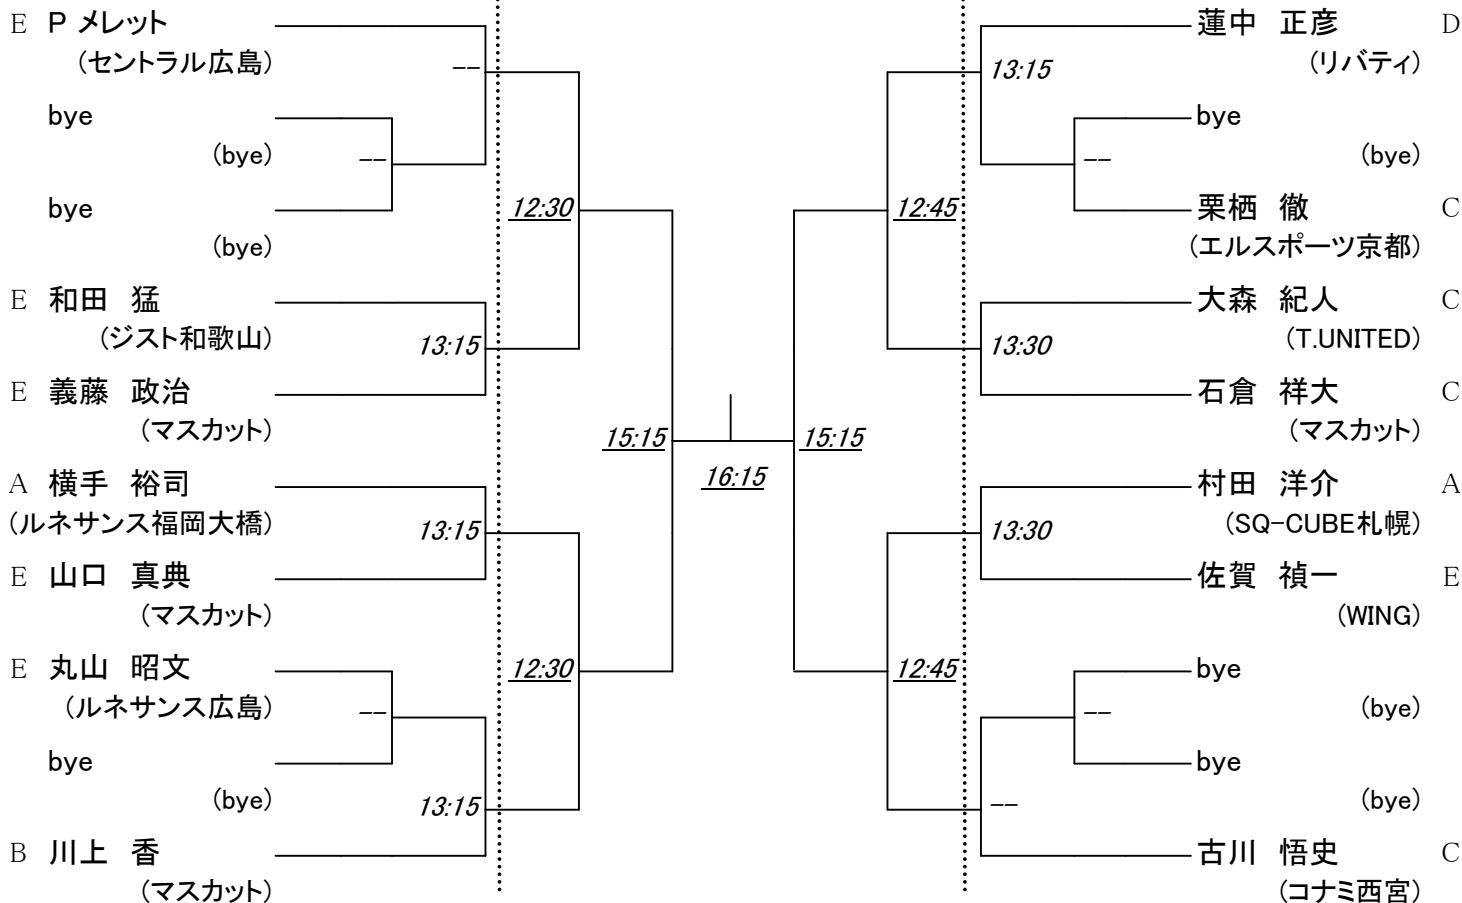 E P メレット
(セントラル広島)
--
bye
(bye)
--
bye
(bye)
12:30
E 和田 猛
(ジスト和歌山)
13:15
E 義藤 政治
(マスカット)
15:15
A 横手 裕司
(ルネサンス福岡大橋)
13:15
E 山口 真典
(マスカット)
E 丸山 昭文
(ルネサンス広島)
--
12:30
bye
(bye)
13:15
B 川上 香
(マスカット)
16:15
蓮中 正彦 D
(リバティ)
13:15
bye
(bye)
--
12:45
栗栖 徹 C
(エルスポーツ京都)
大森 紀人 C
(T.UNITED)
13:30
石倉 祥大 C
(マスカット)
15:15
村田 洋介 A
(SQ-CUBE札幌)
13:30
佐賀 禎一 E
(WING)
12:45
bye
(bye)
--
bye
(bye)
--
古川 悟史 C
(コナミ西宮)